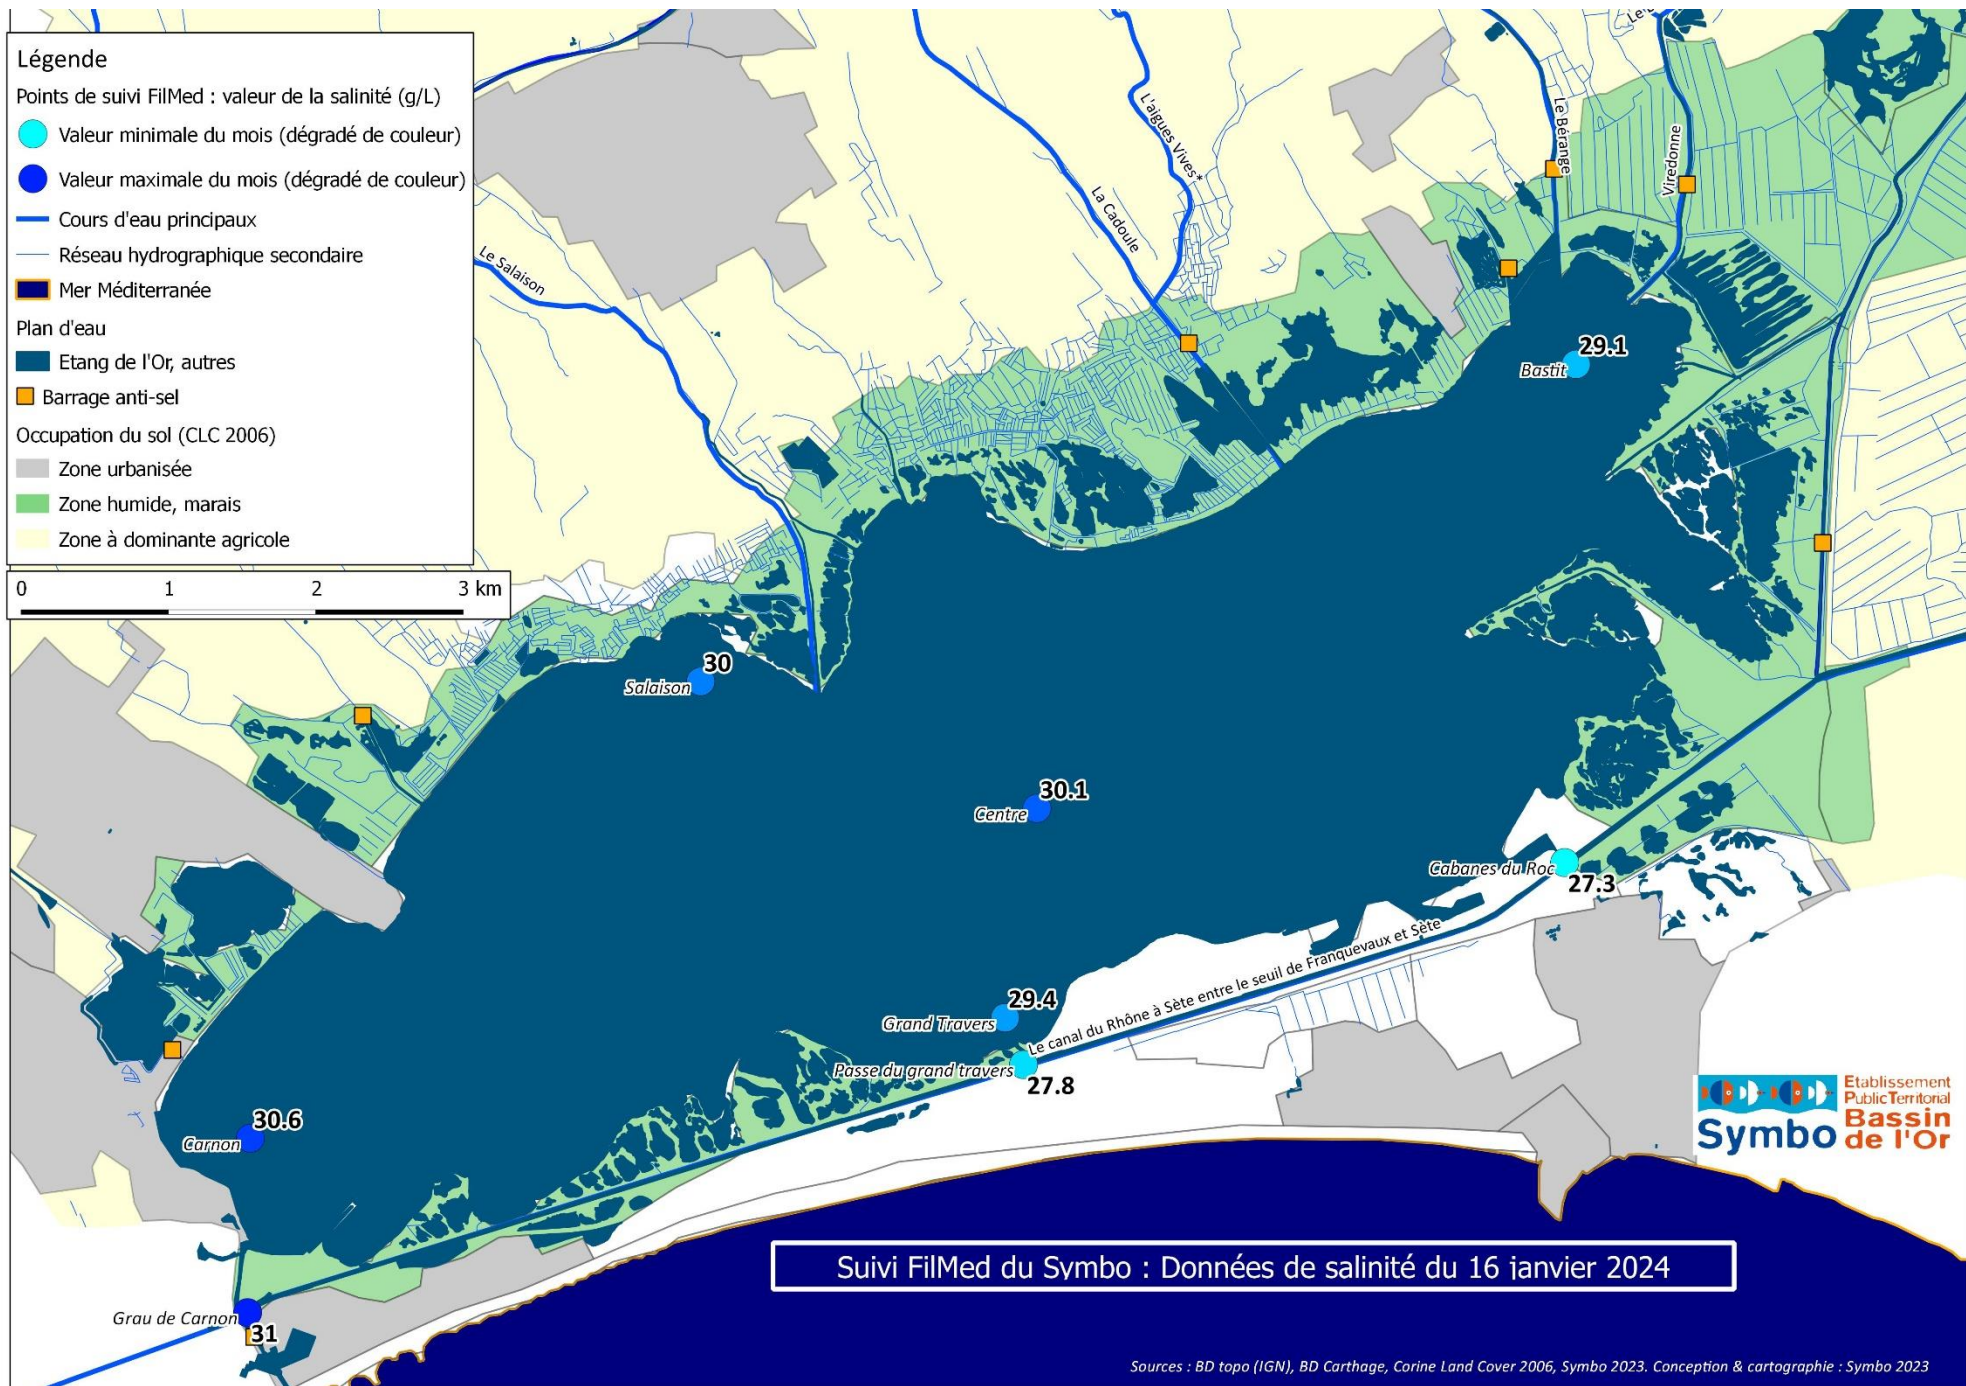 Légende
Points de suivi FilMed : valeur de la salinité (g/L)
Valeur minimale du mois (dégradé de couleur)
Valeur maximale du mois (dégradé de couleur)
Cours d'eau principaux
Réseau hydrographique secondaire
Mer Méditerranée
Plan d'eau
Etang de l'Or, autres
Barrage anti-sel
Occupation du sol (CLC 2006)
Zone urbanisée
Zone humide, marais
Zone à dominante agricole
0 1 2 3 km
Le Salaison
La Cadoule
L'aigues Vives*
Le Bérange
Viredonne
29.1
Bastit
30
Salaison
30.1
Centre
Cabanes du Roc
27.3
29.4
Grand Travers
Le canal du Rhône à Sète entre le seuil de Franquevaux et Sète
Passe du grand travers
27.8
30.6
Carnon
Grau de Carnon
31
Symbo
Etablissement
Public Territorial
Bassin
de l'Or
Suivi FilMed du Symbo : Données de salinité du 16 janvier 2024
Sources : BD topo (IGN), BD Carthage, Corine Land Cover 2006, Symbo 2023. Conception & cartographie : Symbo 2023